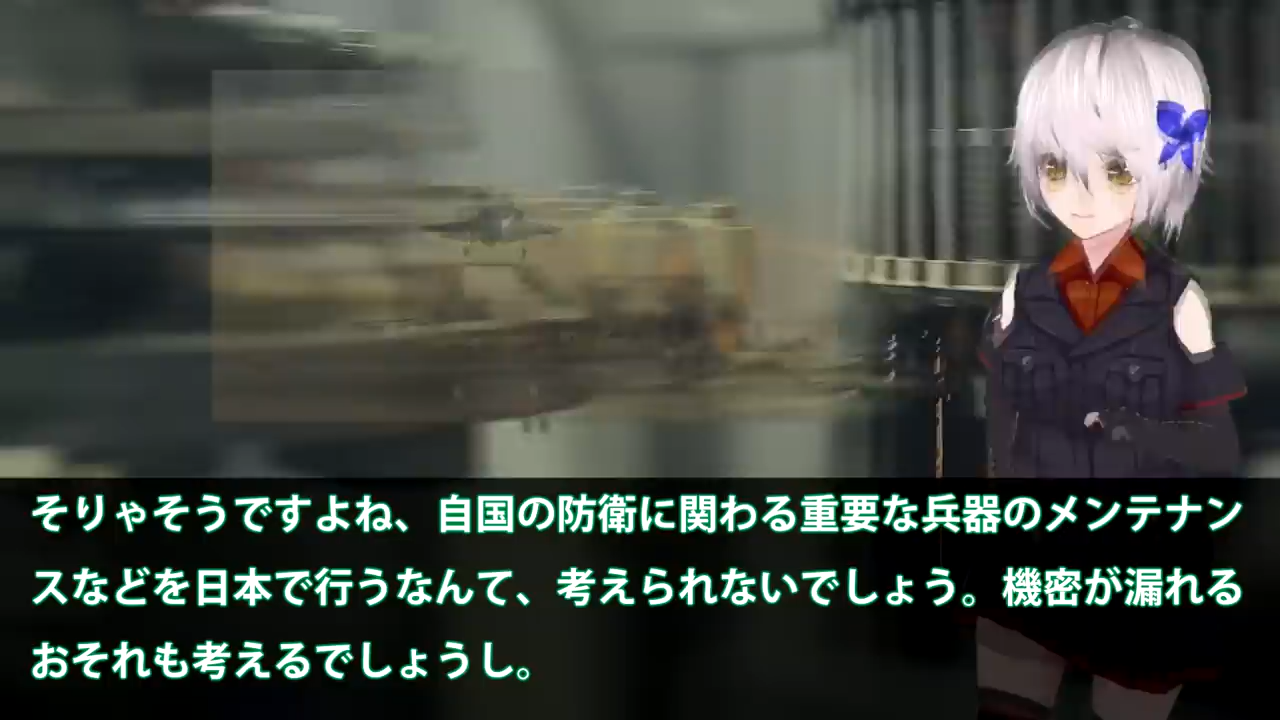 そりゃそうですよね、自国の防衛に関わる重要な兵器のメンテナン
スなどを日本で行うなんて、考えられないでしょう。機密が漏れる
おそれも考えるでしょうし。